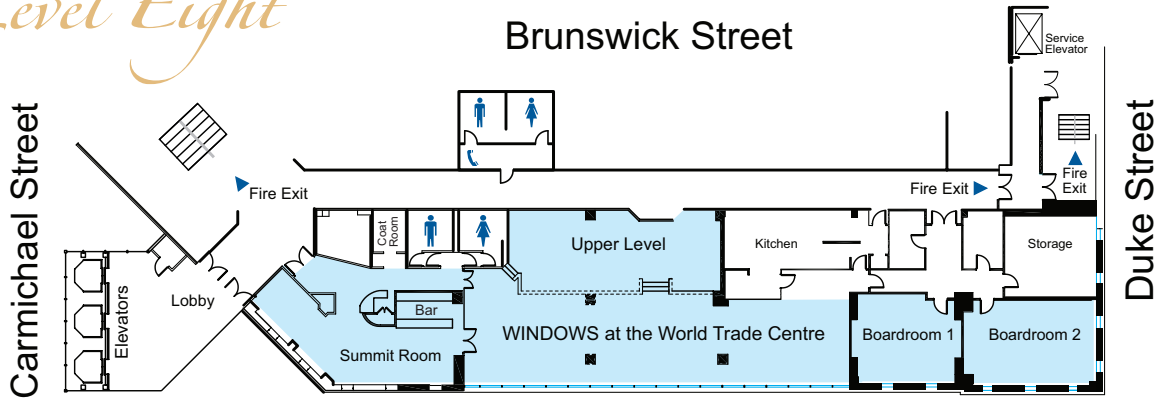 Level Eight
Brunswick Street
Carmichael Street
Duke Street
Service
Elevator
Fire Exit
Fire Exit
Fire
Exit
Coat
Room
Upper Level
Kitchen
Storage
Lobby
Elevators
Bar
Summit Room
WINDOWS at the World Trade Centre
Boardroom 1
Boardroom 2